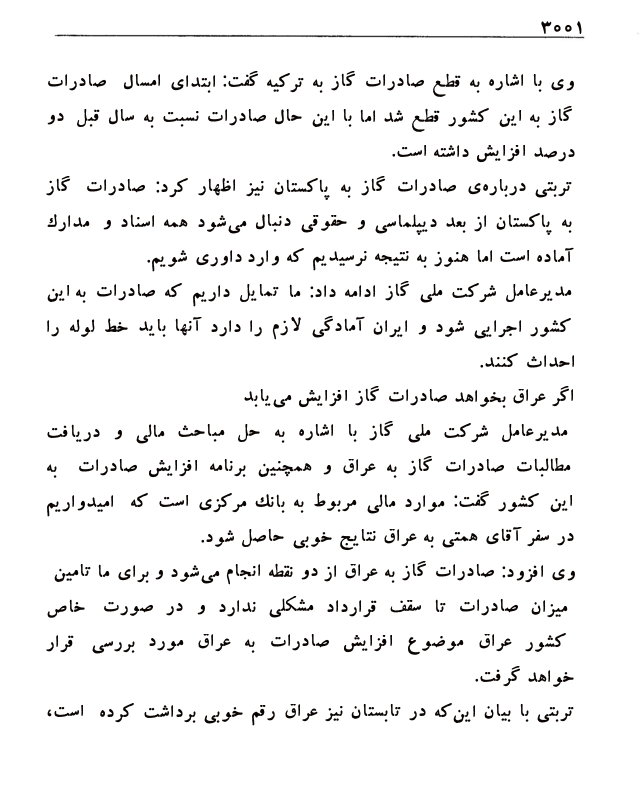 ۳۰۰۱
وی با اشاره به قطع صادرات گاز به ترکیه گفت: ابتدای امسال صادرات
گاز به این کشور قطع شد اما با این حال صادرات نسبت به سال قبل دو
درصد افزایش داشته است.
تربتی درباره‌ی صادرات گاز به پاکستان نیز اظهار کرد: صادرات گاز
به پاکستان از بعد دیپلماسی و حقوقی دنبال می‌شود همه اسناد و مدارك
آماده است اما هنوز به نتیجه نرسیدیم که وارد داوری شویم.
مدیرعامل شرکت ملی گاز ادامه داد: ما تمایل داریم که صادرات به این
کشور اجرایی شود و ایران آمادگی لازم را دارد آنها باید خط لوله را
احداث کنند.
اگر عراق بخواهد صادرات گاز افزایش می‌یابد
مدیرعامل شرکت ملی گاز با اشاره به حل مباحث مالی و دریافت
مطالبات صادرات گاز به عراق و همچنین برنامه افزایش صادرات به
این کشور گفت: موارد مالی مربوط به بانك مرکزی است که امیدواریم
در سفر آقای همتی به عراق نتایج خوبی حاصل شود.
وی افزود: صادرات گاز به عراق از دو نقطه انجام می‌شود و برای ما تامین
میزان صادرات تا سقف قرارداد مشکلی ندارد و در صورت خاص
کشور عراق موضوع افزایش صادرات به عراق مورد بررسی قرار
خواهد گرفت.
تربتی با بیان این‌که در تابستان نیز عراق رقم خوبی برداشت کرده است،